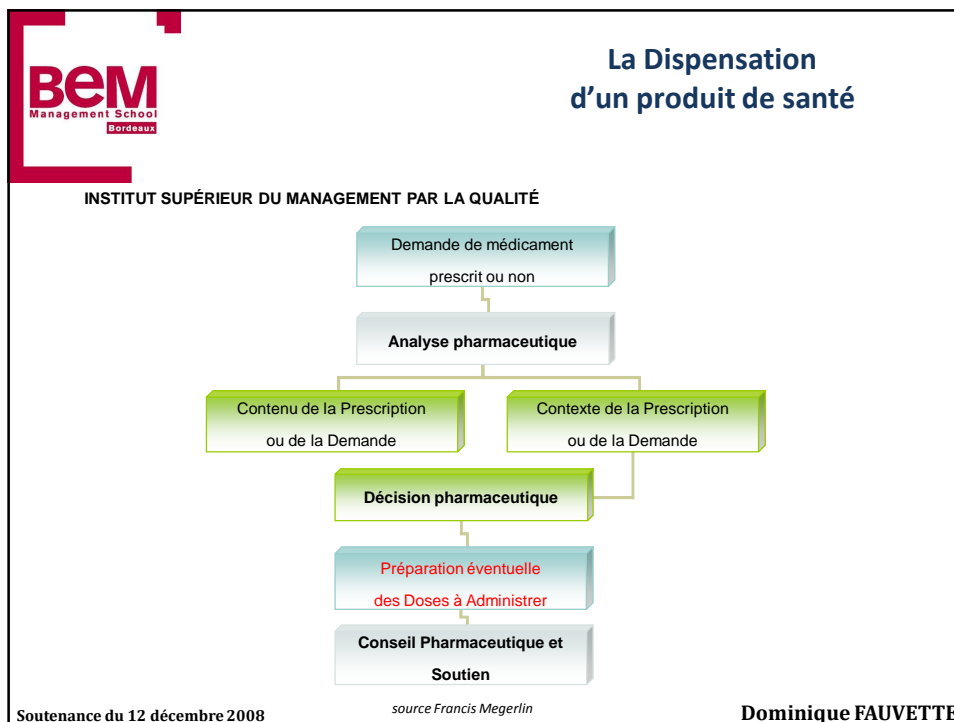 BeM
Management School
Bordeaux
La Dispensation
d’un produit de santé
INSTITUT SUPÉRIEUR DU MANAGEMENT PAR LA QUALITÉ
Demande de médicament
prescrit ou non
Analyse pharmaceutique
Contenu de la Prescription
ou de la Demande
Contexte de la Prescription
ou de la Demande
Décision pharmaceutique
Préparation éventuelle
des Doses à Administrer
Conseil Pharmaceutique et
Soutien
Soutenance du 12 décembre 2008
source Francis Megerlin
Dominique FAUVETTE